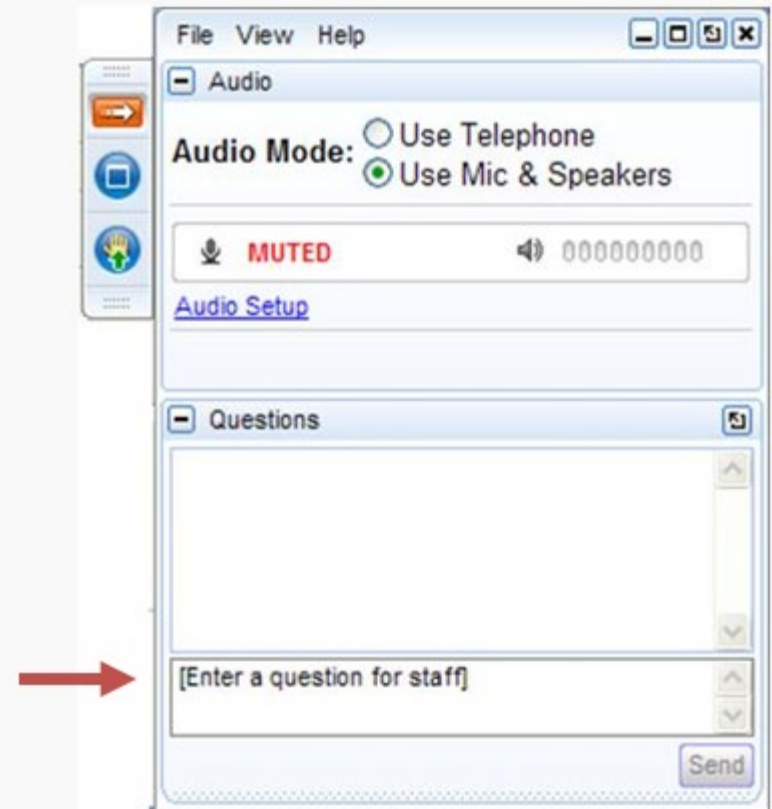 File View Help
Audio
Audio Mode: Use Telephone
Use Mic & Speakers
MUTED 000000000
Audio Setup
Questions
[Enter a question for staff]
Send